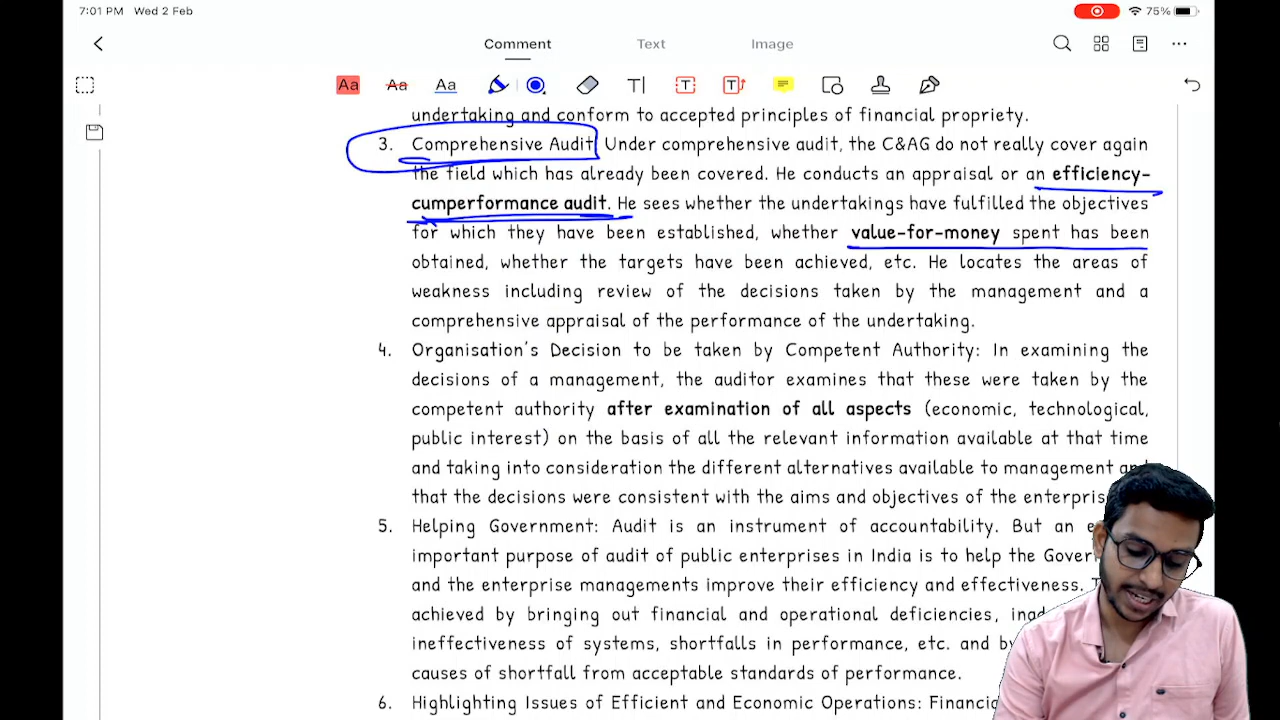 7:01 PM Wed 2 Feb
75%
Comment Text Image
Aa Aa Aa T T T
undertaking and conform to accepted principles of financial propriety.
3. Comprehensive Audit: Under comprehensive audit, the C&AG do not really cover again
the field which has already been covered. He conducts an appraisal or an efficiency-
cumperformance audit. He sees whether the undertakings have fulfilled the objectives
for which they have been established, whether value-for-money spent has been
obtained, whether the targets have been achieved, etc. He locates the areas of
weakness including review of the decisions taken by the management and a
comprehensive appraisal of the performance of the undertaking.
4. Organisation's Decision to be taken by Competent Authority: In examining the
decisions of a management, the auditor examines that these were taken by the
competent authority after examination of all aspects (economic, technological,
public interest) on the basis of all the relevant information available at that time
and taking into consideration the different alternatives available to management
that the decisions were consistent with the aims and objectives of the
5. Helping Government: Audit is an instrument of accountability. But an
important purpose of audit of public enterprises in India is to help the
and the enterprise managements improve their efficiency and effectiveness.
achieved by bringing out financial and operational deficiencies,
ineffectiveness of systems, shortfalls in performance, etc. and
causes of shortfall from acceptable standards of performance.
6. Highlighting Issues of Efficient and Economic Operations: